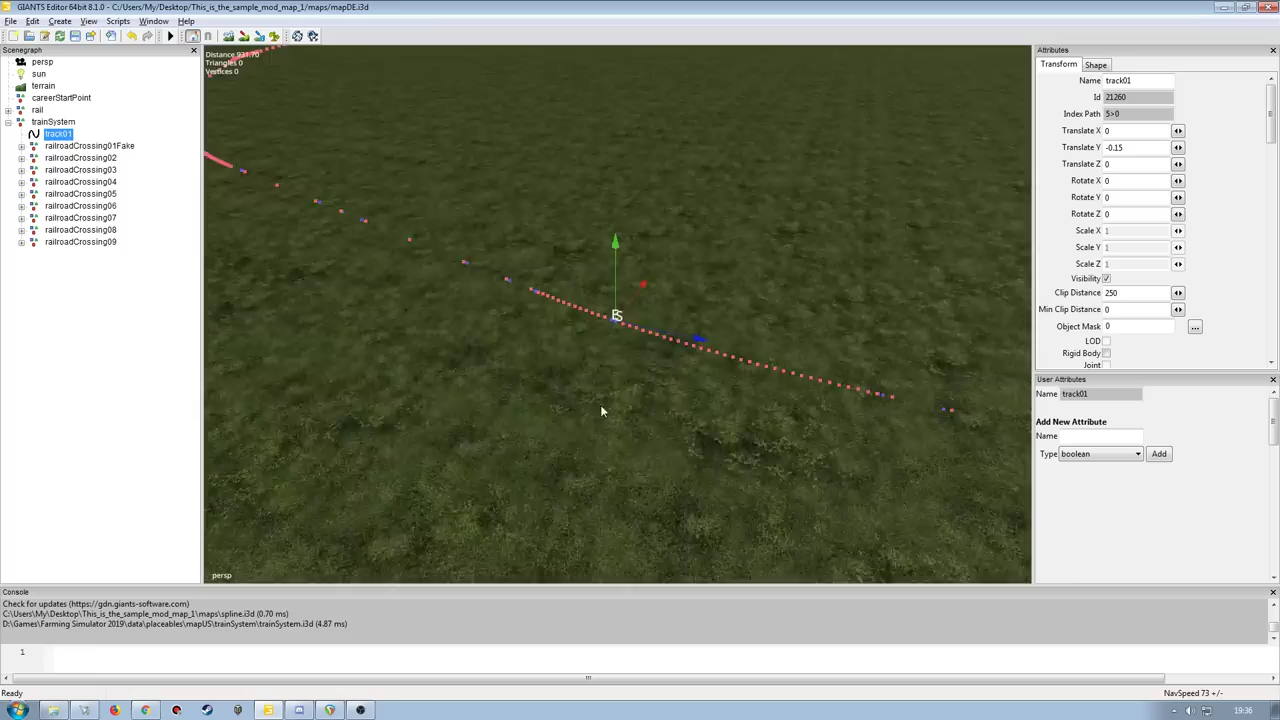 GIANTS Editor 64bit 8.1.0 - C:/Users/My/Desktop/This_is_the_sample_mod_map_1/maps/mapDE.i3d
File Edit Create View Scripts Window Help
Scenegraph
persp
sun
terrain
careerStartPoint
rail
trainSystem
track01
railroadCrossing01Fake
railroadCrossing02
railroadCrossing03
railroadCrossing04
railroadCrossing05
railroadCrossing06
railroadCrossing07
railroadCrossing08
railroadCrossing09
Distance 931.70
Triangles 0
Vertices 0
persp
Attributes
Transform Shape
Name track01
Id 21260
Index Path 5>0
Translate X 0
Translate Y -0.15
Translate Z 0
Rotate X 0
Rotate Y 0
Rotate Z 0
Scale X 1
Scale Y 1
Scale Z 1
Visibility
Clip Distance 250
Min Clip Distance 0
Object Mask 0 ...
LOD
Rigid Body
Joint
User Attributes
Name track01
Add New Attribute
Name
Type boolean Add
Console
Check for updates (https://gdn.giants-software.com)
C:\Users\My\Desktop\This_is_the_sample_mod_map_1\maps\spline.i3d (0.70 ms)
D:\Games\Farming Simulator 2019\data\placeables\mapUS\trainSystem\trainSystem.i3d (4.87 ms)
1
Ready
NavSpeed 73 +/-
19:36